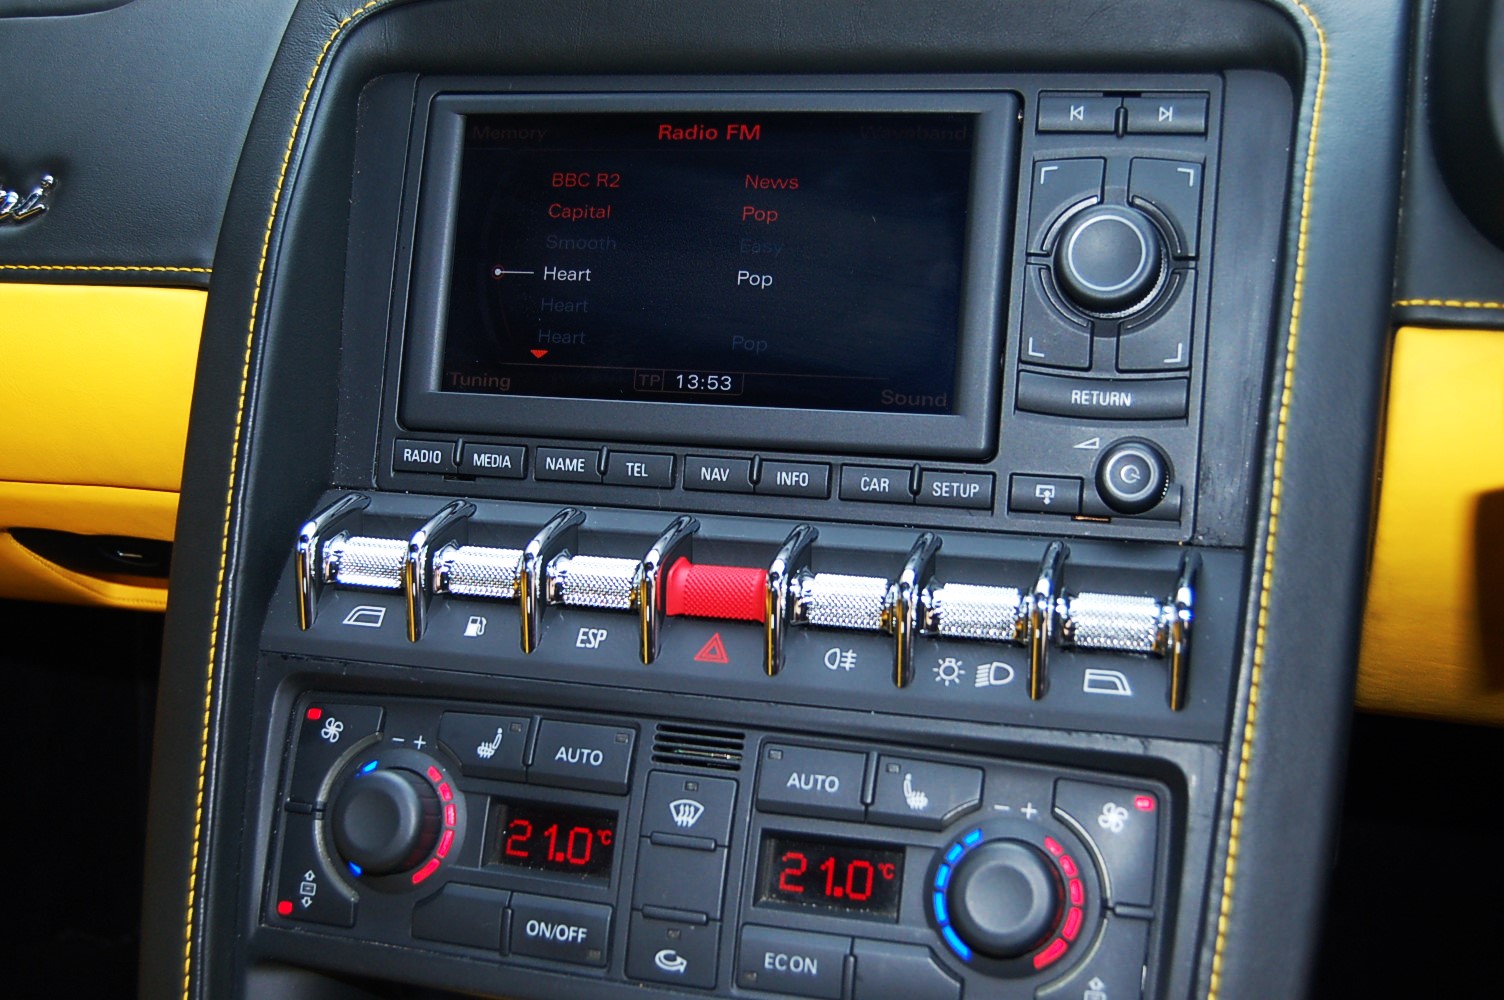 Memory Radio FM Waveband
BBC R2 News
Capital Pop
Smooth Easy
Heart Pop
Heart
Heart Pop
TP 13:53
Tuning Sound
RETURN
RADIO MEDIA NAME TEL NAV INFO CAR SETUP
ESP
AUTO AUTO
21.0°C 21.0°C
ON/OFF ECON